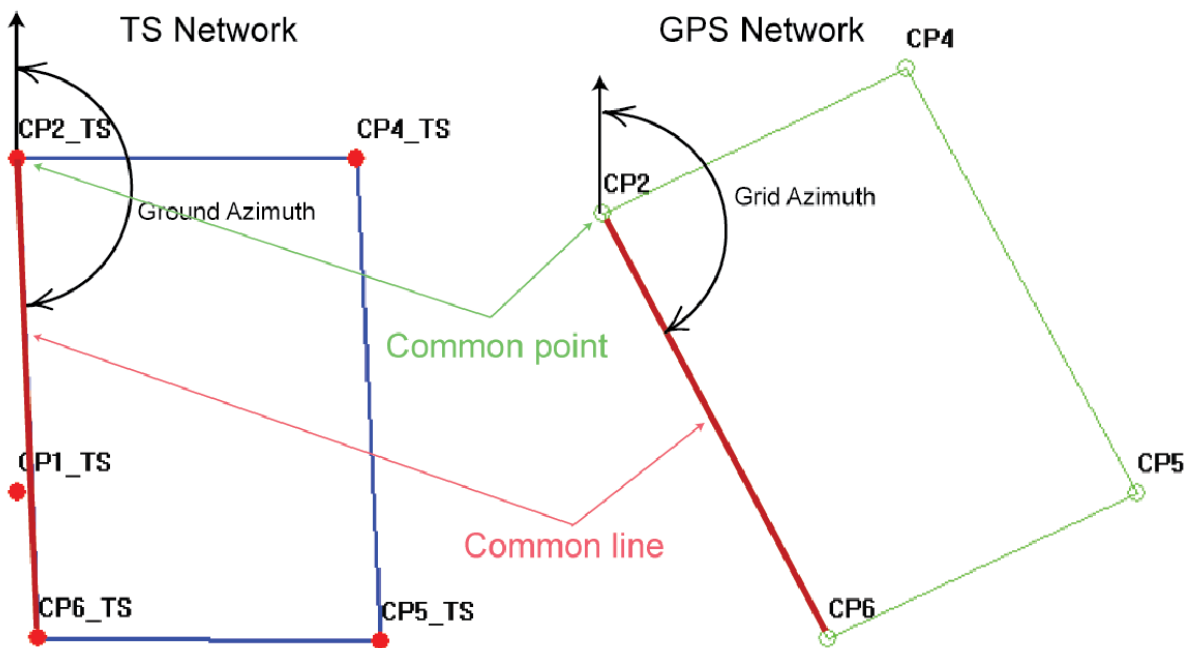 TS Network
GPS Network
CP4
CP2_TS
CP4_TS
CP2
Grid Azimuth
Ground Azimuth
Common point
CP1_TS
CP5
Common line
CP6_TS
CP5_TS
CP6